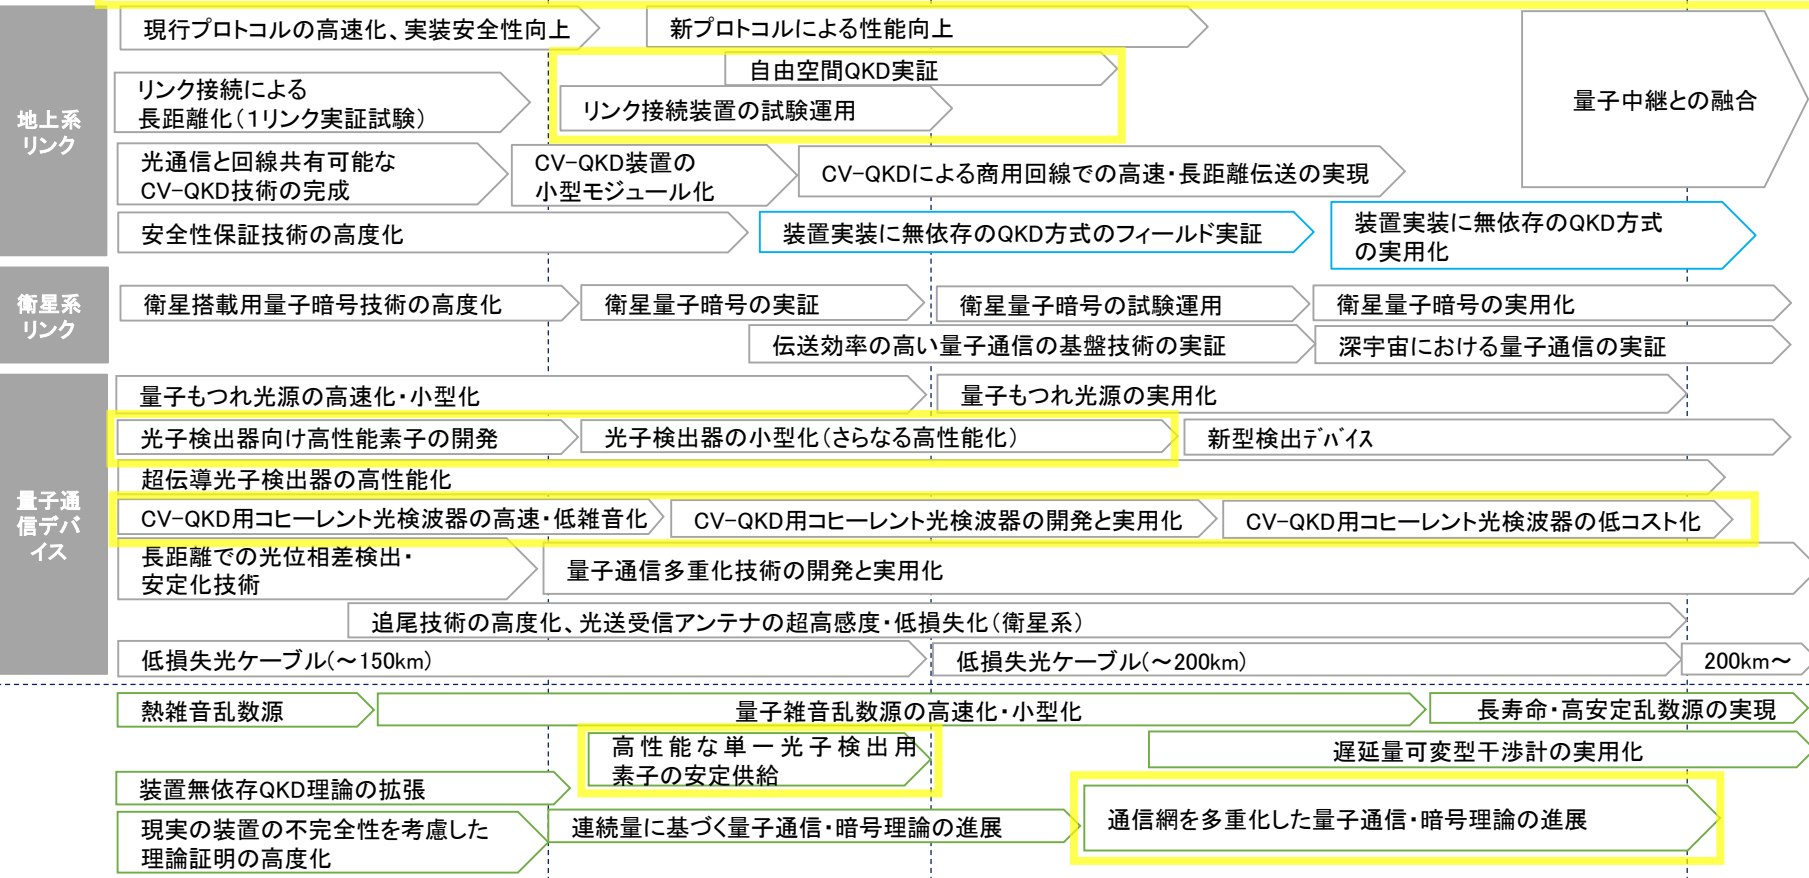 現行プロトコルの高速化、実装安全性向上
新プロトコルによる性能向上
自由空間QKD実証
リンク接続による
長距離化(1リンク実証試験)
リンク接続装置の試験運用
量子中継との融合
地上系
リンク
光通信と回線共有可能な
CV-QKD技術の完成
CV-QKD装置の
小型モジュール化
CV-QKDによる商用回線での高速・長距離伝送の実現
安全性保証技術の高度化
装置実装に無依存のQKD方式のフィールド実証
装置実装に無依存のQKD方式
の実用化
衛星系
リンク
衛星搭載用量子暗号技術の高度化
衛星量子暗号の実証
衛星量子暗号の試験運用
衛星量子暗号の実用化
伝送効率の高い量子通信の基盤技術の実証
深宇宙における量子通信の実証
量子通
信デバ
イス
量子もつれ光源の高速化・小型化
量子もつれ光源の実用化
光子検出器向け高性能素子の開発
光子検出器の小型化(さらなる高性能化)
新型検出デバイス
超伝導光子検出器の高性能化
CV-QKD用コヒーレント光検波器の高速・低雑音化
CV-QKD用コヒーレント光検波器の開発と実用化
CV-QKD用コヒーレント光検波器の低コスト化
長距離での光位相差検出・
安定化技術
量子通信多重化技術の開発と実用化
追尾技術の高度化、光送受信アンテナの超高感度・低損失化(衛星系)
低損失光ケーブル(～150km)
低損失光ケーブル(～200km)
200km～
熱雑音乱数源
量子雑音乱数源の高速化・小型化
長寿命・高安定乱数源の実現
高性能な単一光子検出用
素子の安定供給
遅延量可変型干渉計の実用化
装置無依存QKD理論の拡張
現実の装置の不完全性を考慮した
理論証明の高度化
連続量に基づく量子通信・暗号理論の進展
通信網を多重化した量子通信・暗号理論の進展